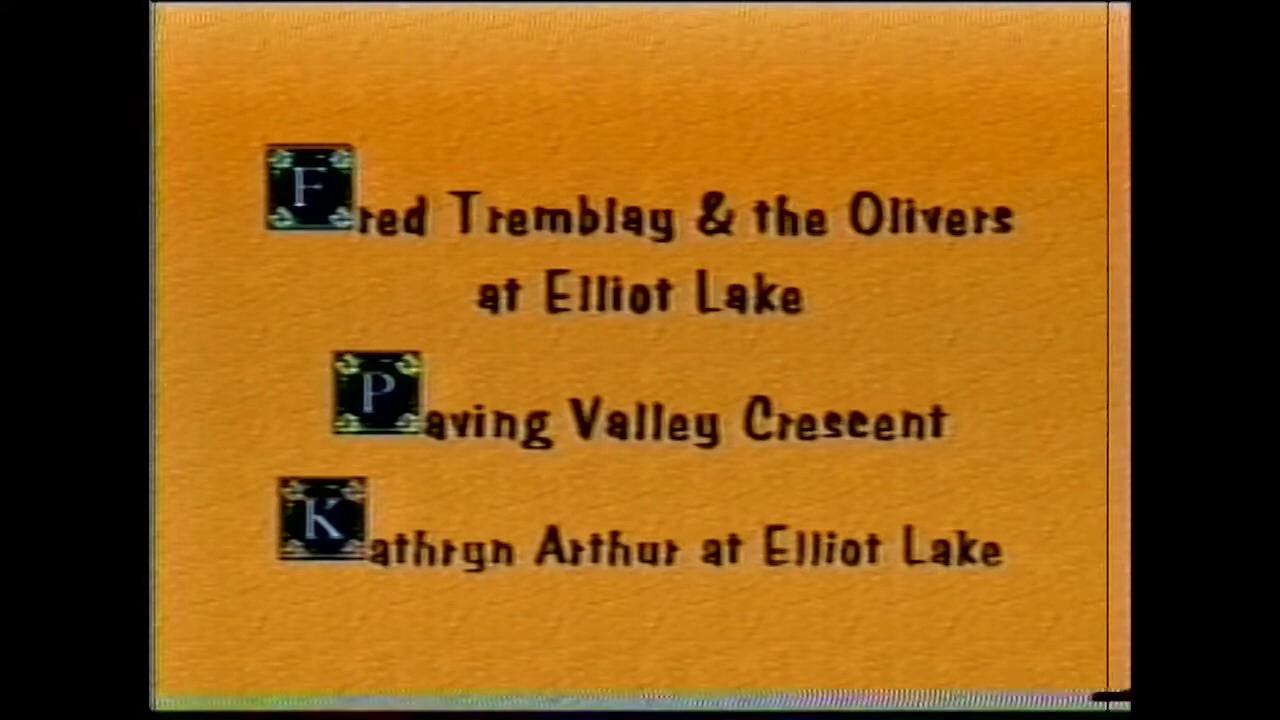 Fred Tremblay & the Olivers
at Elliot Lake
Paving Valley Crescent
Kathryn Arthur at Elliot Lake